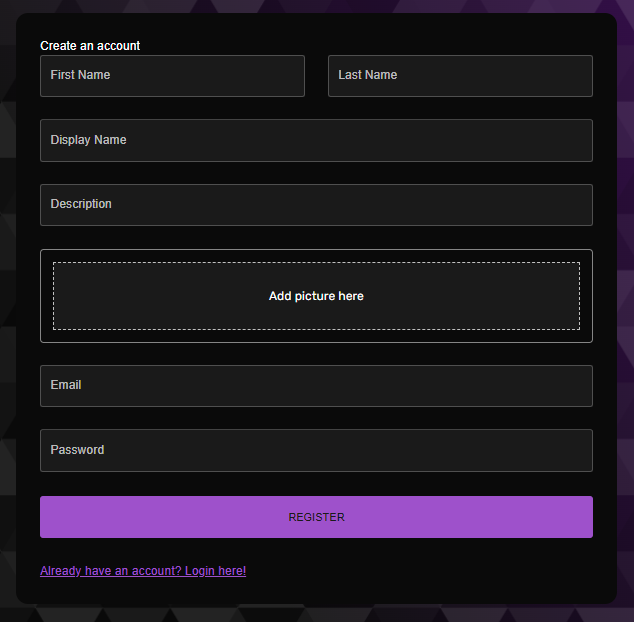 Create an account
First Name
Last Name
Display Name
Description
Add picture here
Email
Password
REGISTER
Already have an account? Login here!